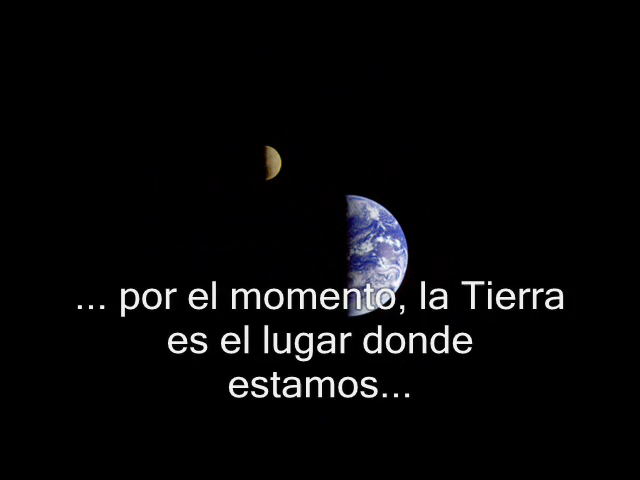 ... por el momento, la Tierra
es el lugar donde
estamos...